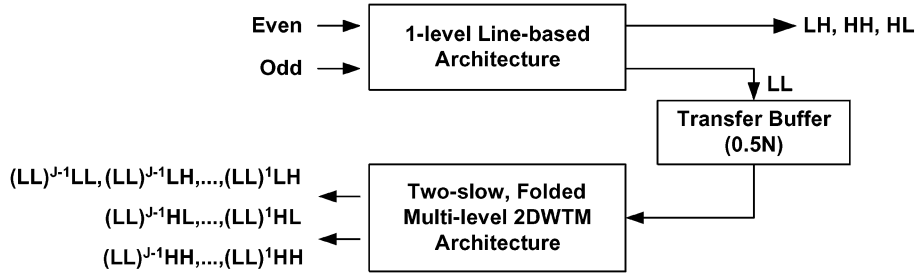 Even
1-level Line-based
Architecture
LH, HH, HL
Odd
LL
Transfer Buffer
(0.5N)
(LL)ᴶ⁻¹LL,(LL)ᴶ⁻¹LH,...,(LL)¹LH
(LL)ᴶ⁻¹HL,...,(LL)¹HL
(LL)ᴶ⁻¹HH,...,(LL)¹HH
Two-slow, Folded
Multi-level 2DWTM
Architecture